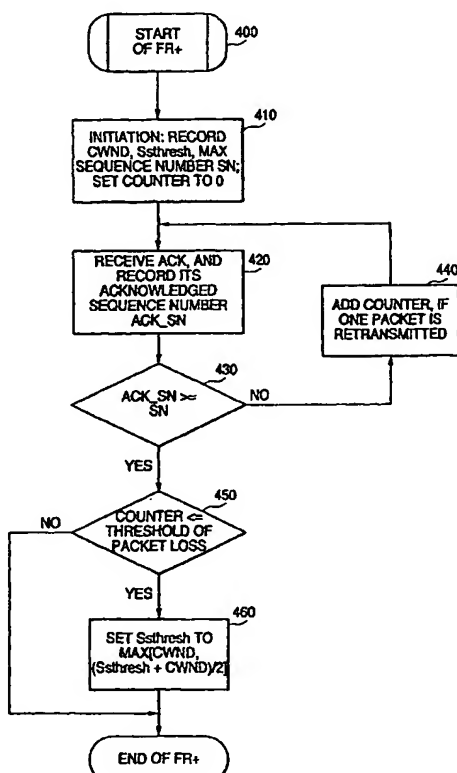 START
OF FR+
400
410
INITIATION: RECORD
CWND, Ssthresh, MAX
SEQUENCE NUMBER SN;
SET COUNTER TO 0
420
RECEIVE ACK, AND
RECORD ITS
ACKNOWLEDGED
SEQUENCE NUMBER
ACK_SN
440
ADD COUNTER, IF
ONE PACKET IS
RETRANSMITTED
430
ACK_SN >=
SN
NO
YES
450
NO
COUNTER <=
THRESHOLD OF
PACKET LOSS
YES
460
SET Ssthresh TO
MAX[CWND,
(Ssthresh + CWND)/2]
END OF FR+